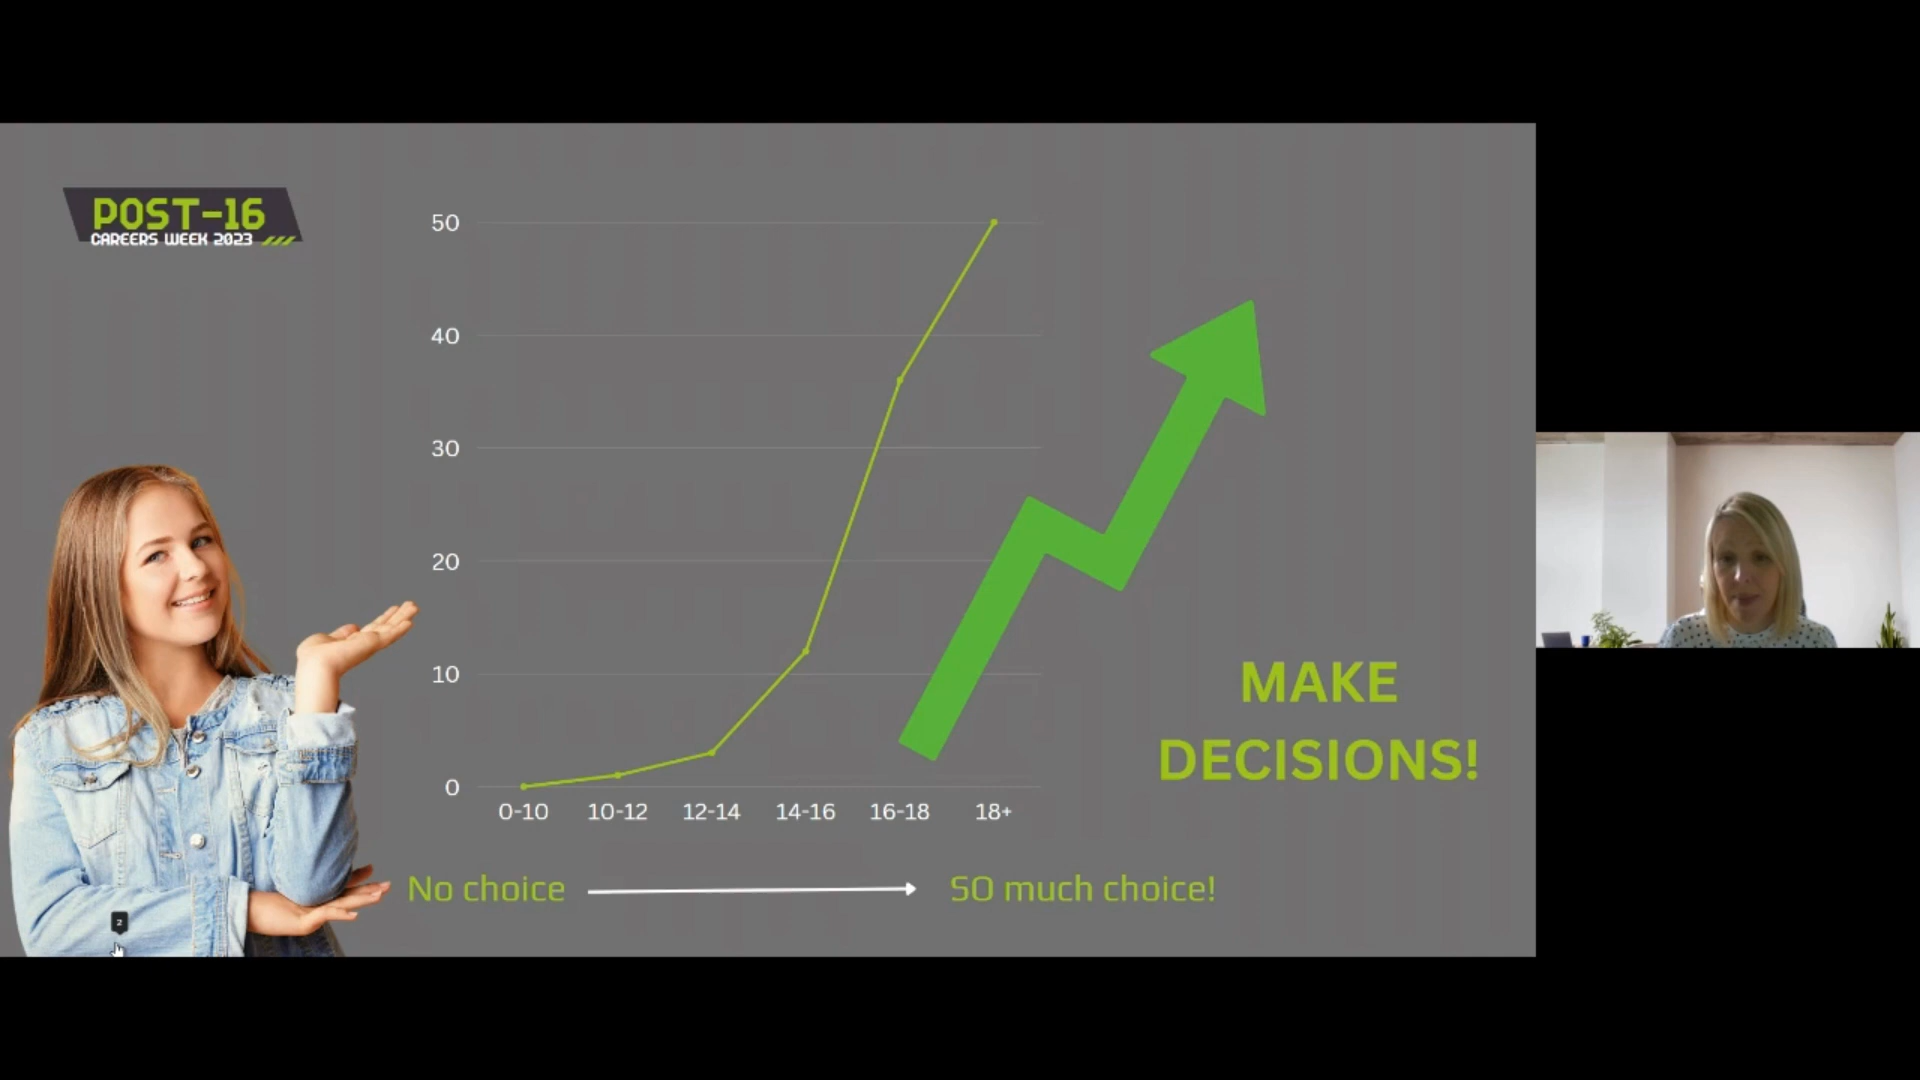 POST-16
CAREERS WEEK 2023
50
40
30
20
10
0
0-10 10-12 12-14 14-16 16-18 18+
MAKE
DECISIONS!
No choice SO much choice!
2